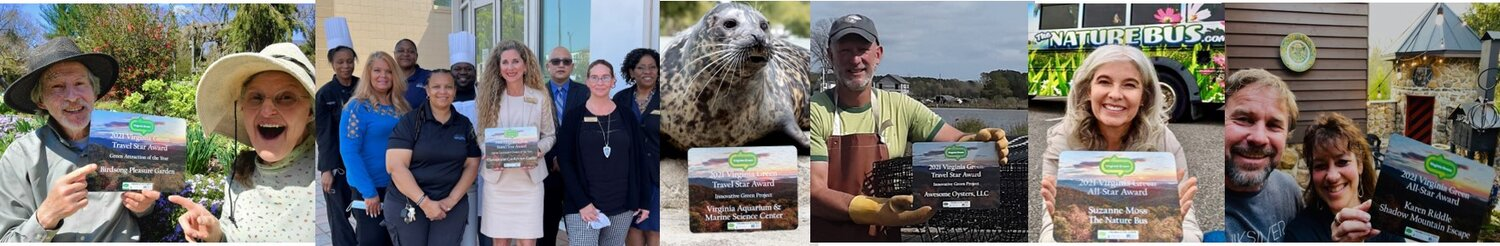 2021 Virginia Green
Travel Star Award
Green Attraction of the Year
Birdsong Pleasure Garden
2021 Virginia Green
Travel Star Award
Innovative Green Project
Virginia Aquarium &
Marine Science Center
2021 Virginia Green
Travel Star Award
Innovative Green Project
Awesome Oysters, LLC
THE NATURE BUS.com
2021 Virginia Green
All-Star Award
Suzanne Moss
The Nature Bus
2021 Virginia Green
All-Star Award
Karen Riddle
Shadow Mountain Escape